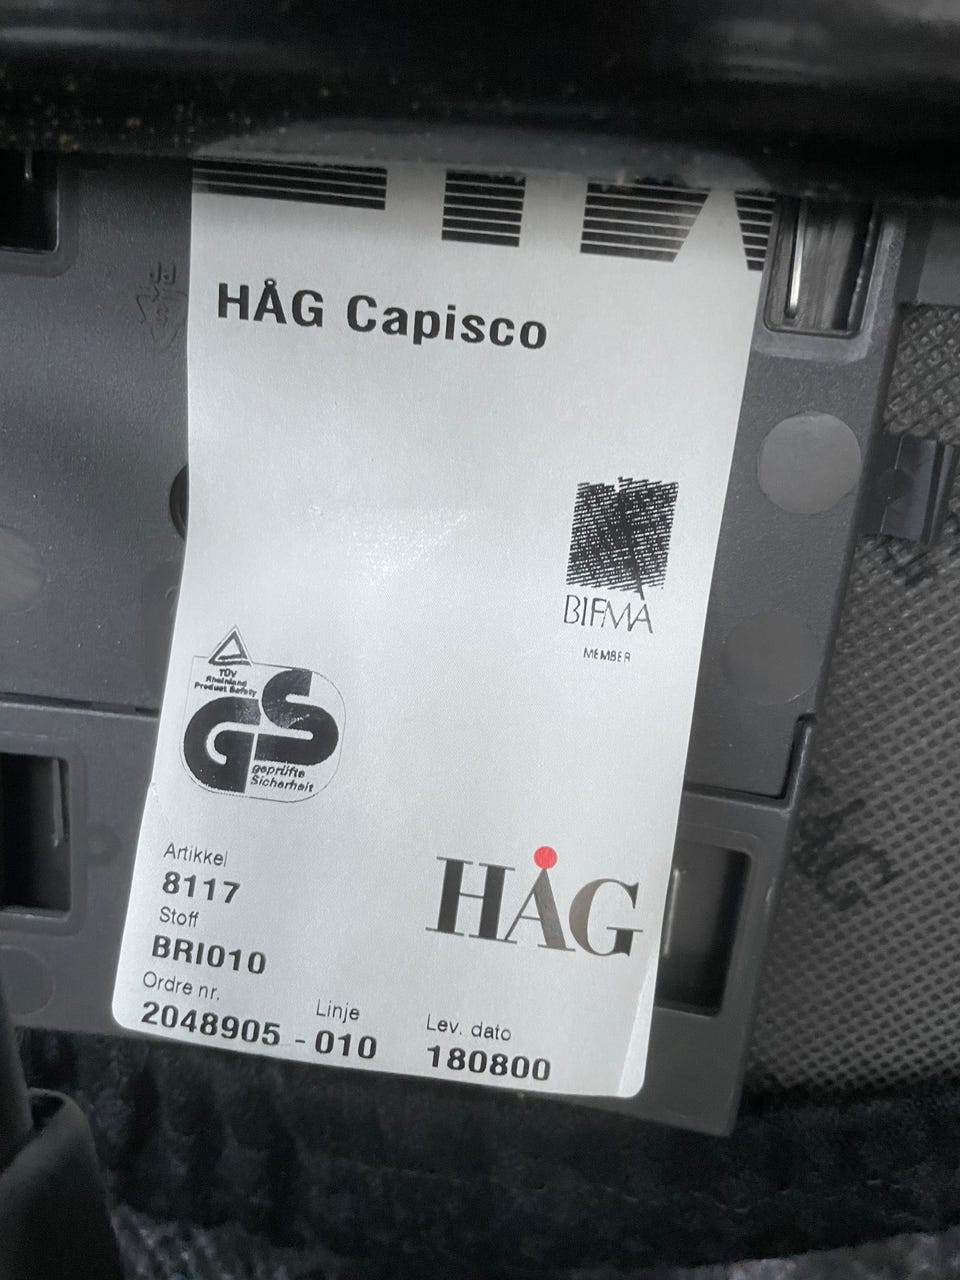 HÅG Capisco
BIFMA
MEMBER
TÜV
Rheinland
Product Safety
GS
geprüfte
Sicherheit
Artikkel
8117
Stoff
BRI010
HÅG
Ordre nr. Linje Lev. dato
2048905 - 010 180800